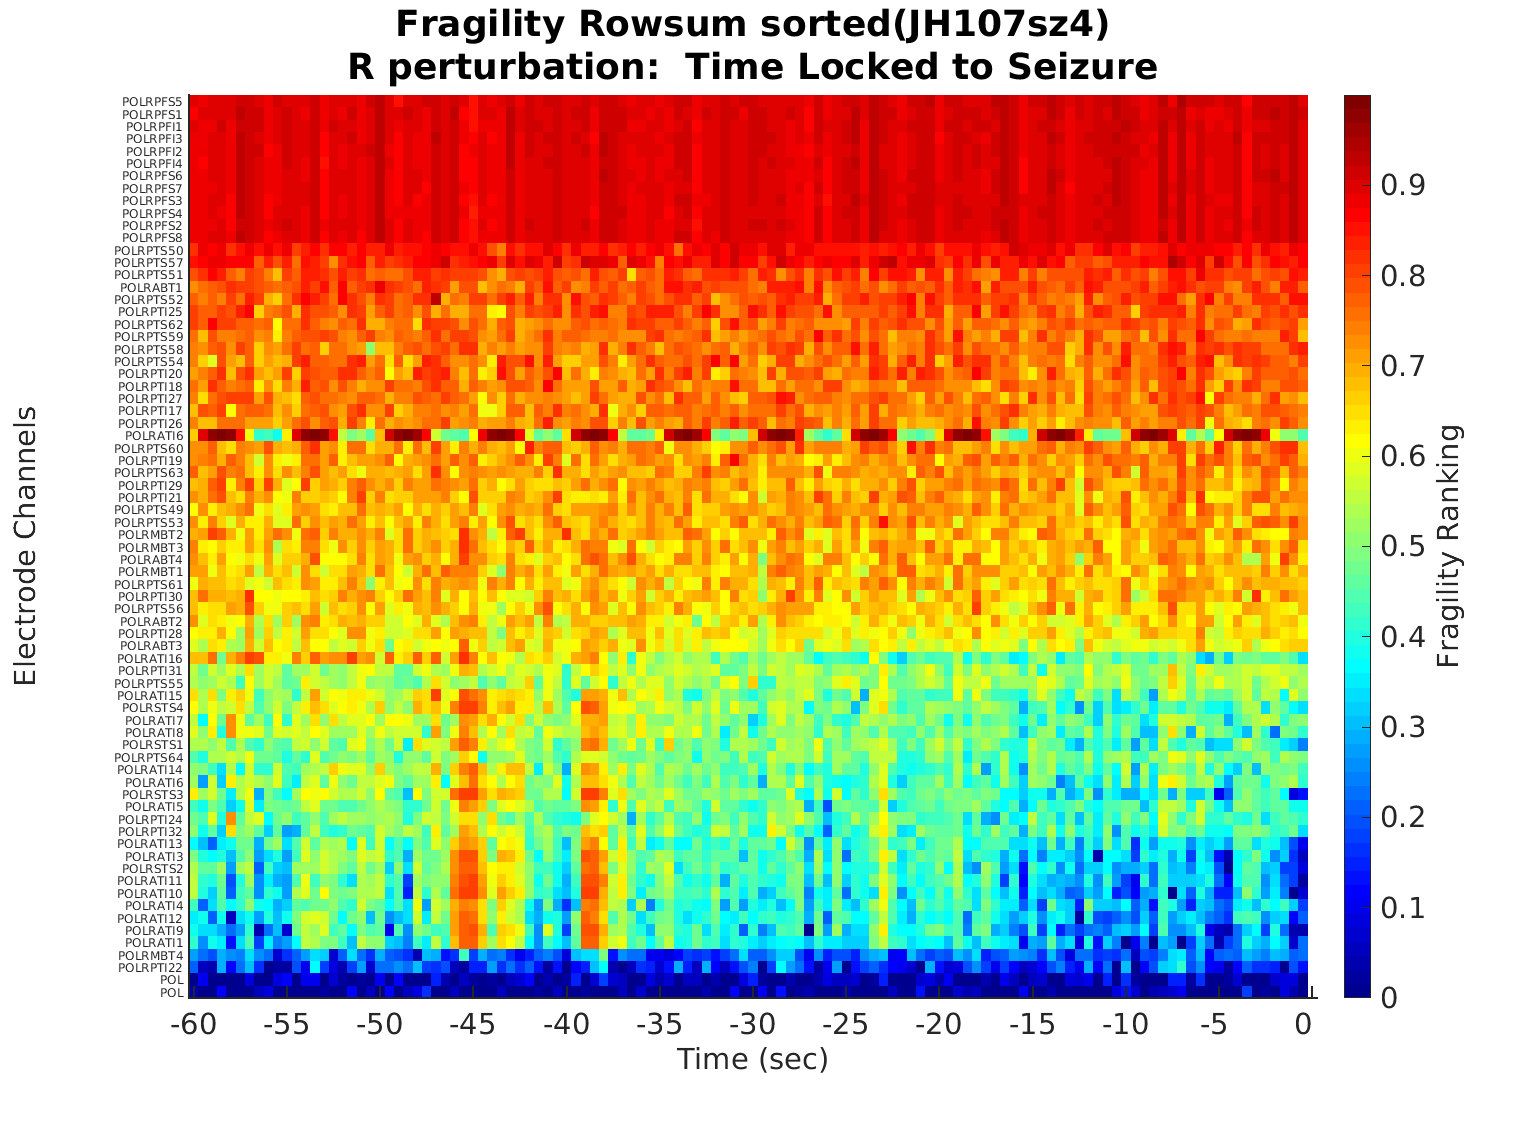 Fragility Rowsum sorted(JH107sz4)
R perturbation:  Time Locked to Seizure
Electrode Channels
POLRPFS5
POLRPFS1
POLRPFI1
POLRPFI3
POLRPFI2
POLRPFI4
POLRPFS6
POLRPFS7
POLRPFS3
POLRPFS4
POLRPFS2
POLRPFS8
POLRPTS50
POLRPTS57
POLRPTS51
POLRABT1
POLRPTS52
POLRPTI25
POLRPTS62
POLRPTS59
POLRPTS58
POLRPTS54
POLRPTI20
POLRPTI18
POLRPTI27
POLRPTI17
POLRPTI26
POLRATI6
POLRPTS60
POLRPTI19
POLRPTS63
POLRPTI29
POLRPTI21
POLRPTS49
POLRPTS53
POLRMBT2
POLRMBT3
POLRABT4
POLRMBT1
POLRPTS61
POLRPTI30
POLRPTS56
POLRABT2
POLRPTI28
POLRABT3
POLRATI16
POLRPTI31
POLRPTS55
POLRATI15
POLRSTS4
POLRATI7
POLRATI8
POLRSTS1
POLRPTS64
POLRATI14
POLRATI6
POLRSTS3
POLRATI5
POLRPTI24
POLRPTI32
POLRATI13
POLRATI3
POLRSTS2
POLRATI11
POLRATI10
POLRATI4
POLRATI12
POLRATI9
POLRATI1
POLRMBT4
POLRPTI22
POL
POL
-60 -55 -50 -45 -40 -35 -30 -25 -20 -15 -10 -5 0
Time (sec)
0.9
0.8
0.7
0.6
0.5
0.4
0.3
0.2
0.1
0
Fragility Ranking